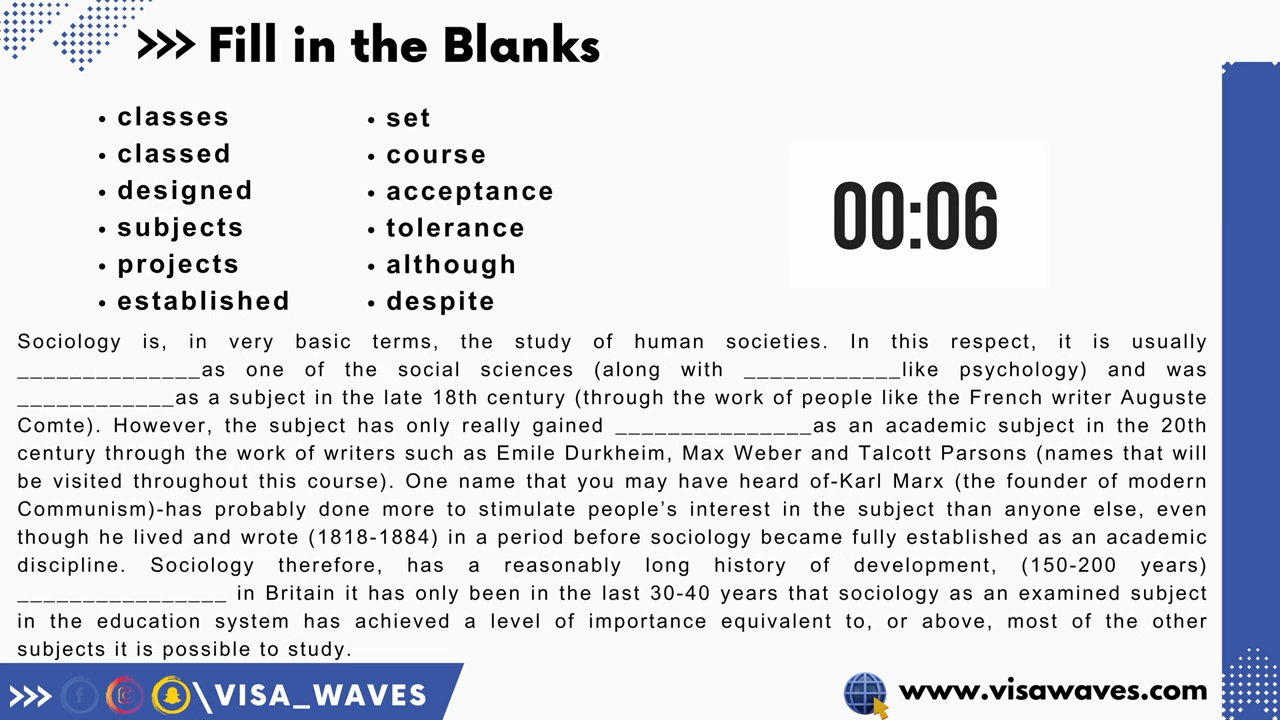 >>> Fill in the Blanks
• classes
• classed
• designed
• subjects
• projects
• established
• set
• course
• acceptance
• tolerance
• although
• despite
00:06
Sociology is, in very basic terms, the study of human societies. In this respect, it is usually
______________as one of the social sciences (along with ____________like psychology) and was
____________as a subject in the late 18th century (through the work of people like the French writer Auguste
Comte). However, the subject has only really gained _______________as an academic subject in the 20th
century through the work of writers such as Emile Durkheim, Max Weber and Talcott Parsons (names that will
be visited throughout this course). One name that you may have heard of-Karl Marx (the founder of modern
Communism)-has probably done more to stimulate people's interest in the subject than anyone else, even
though he lived and wrote (1818-1884) in a period before sociology became fully established as an academic
discipline. Sociology therefore, has a reasonably long history of development, (150-200 years)
________________ in Britain it has only been in the last 30-40 years that sociology as an examined subject
in the education system has achieved a level of importance equivalent to, or above, most of the other
subjects it is possible to study.
>>> \VISA_WAVES
www.visawaves.com